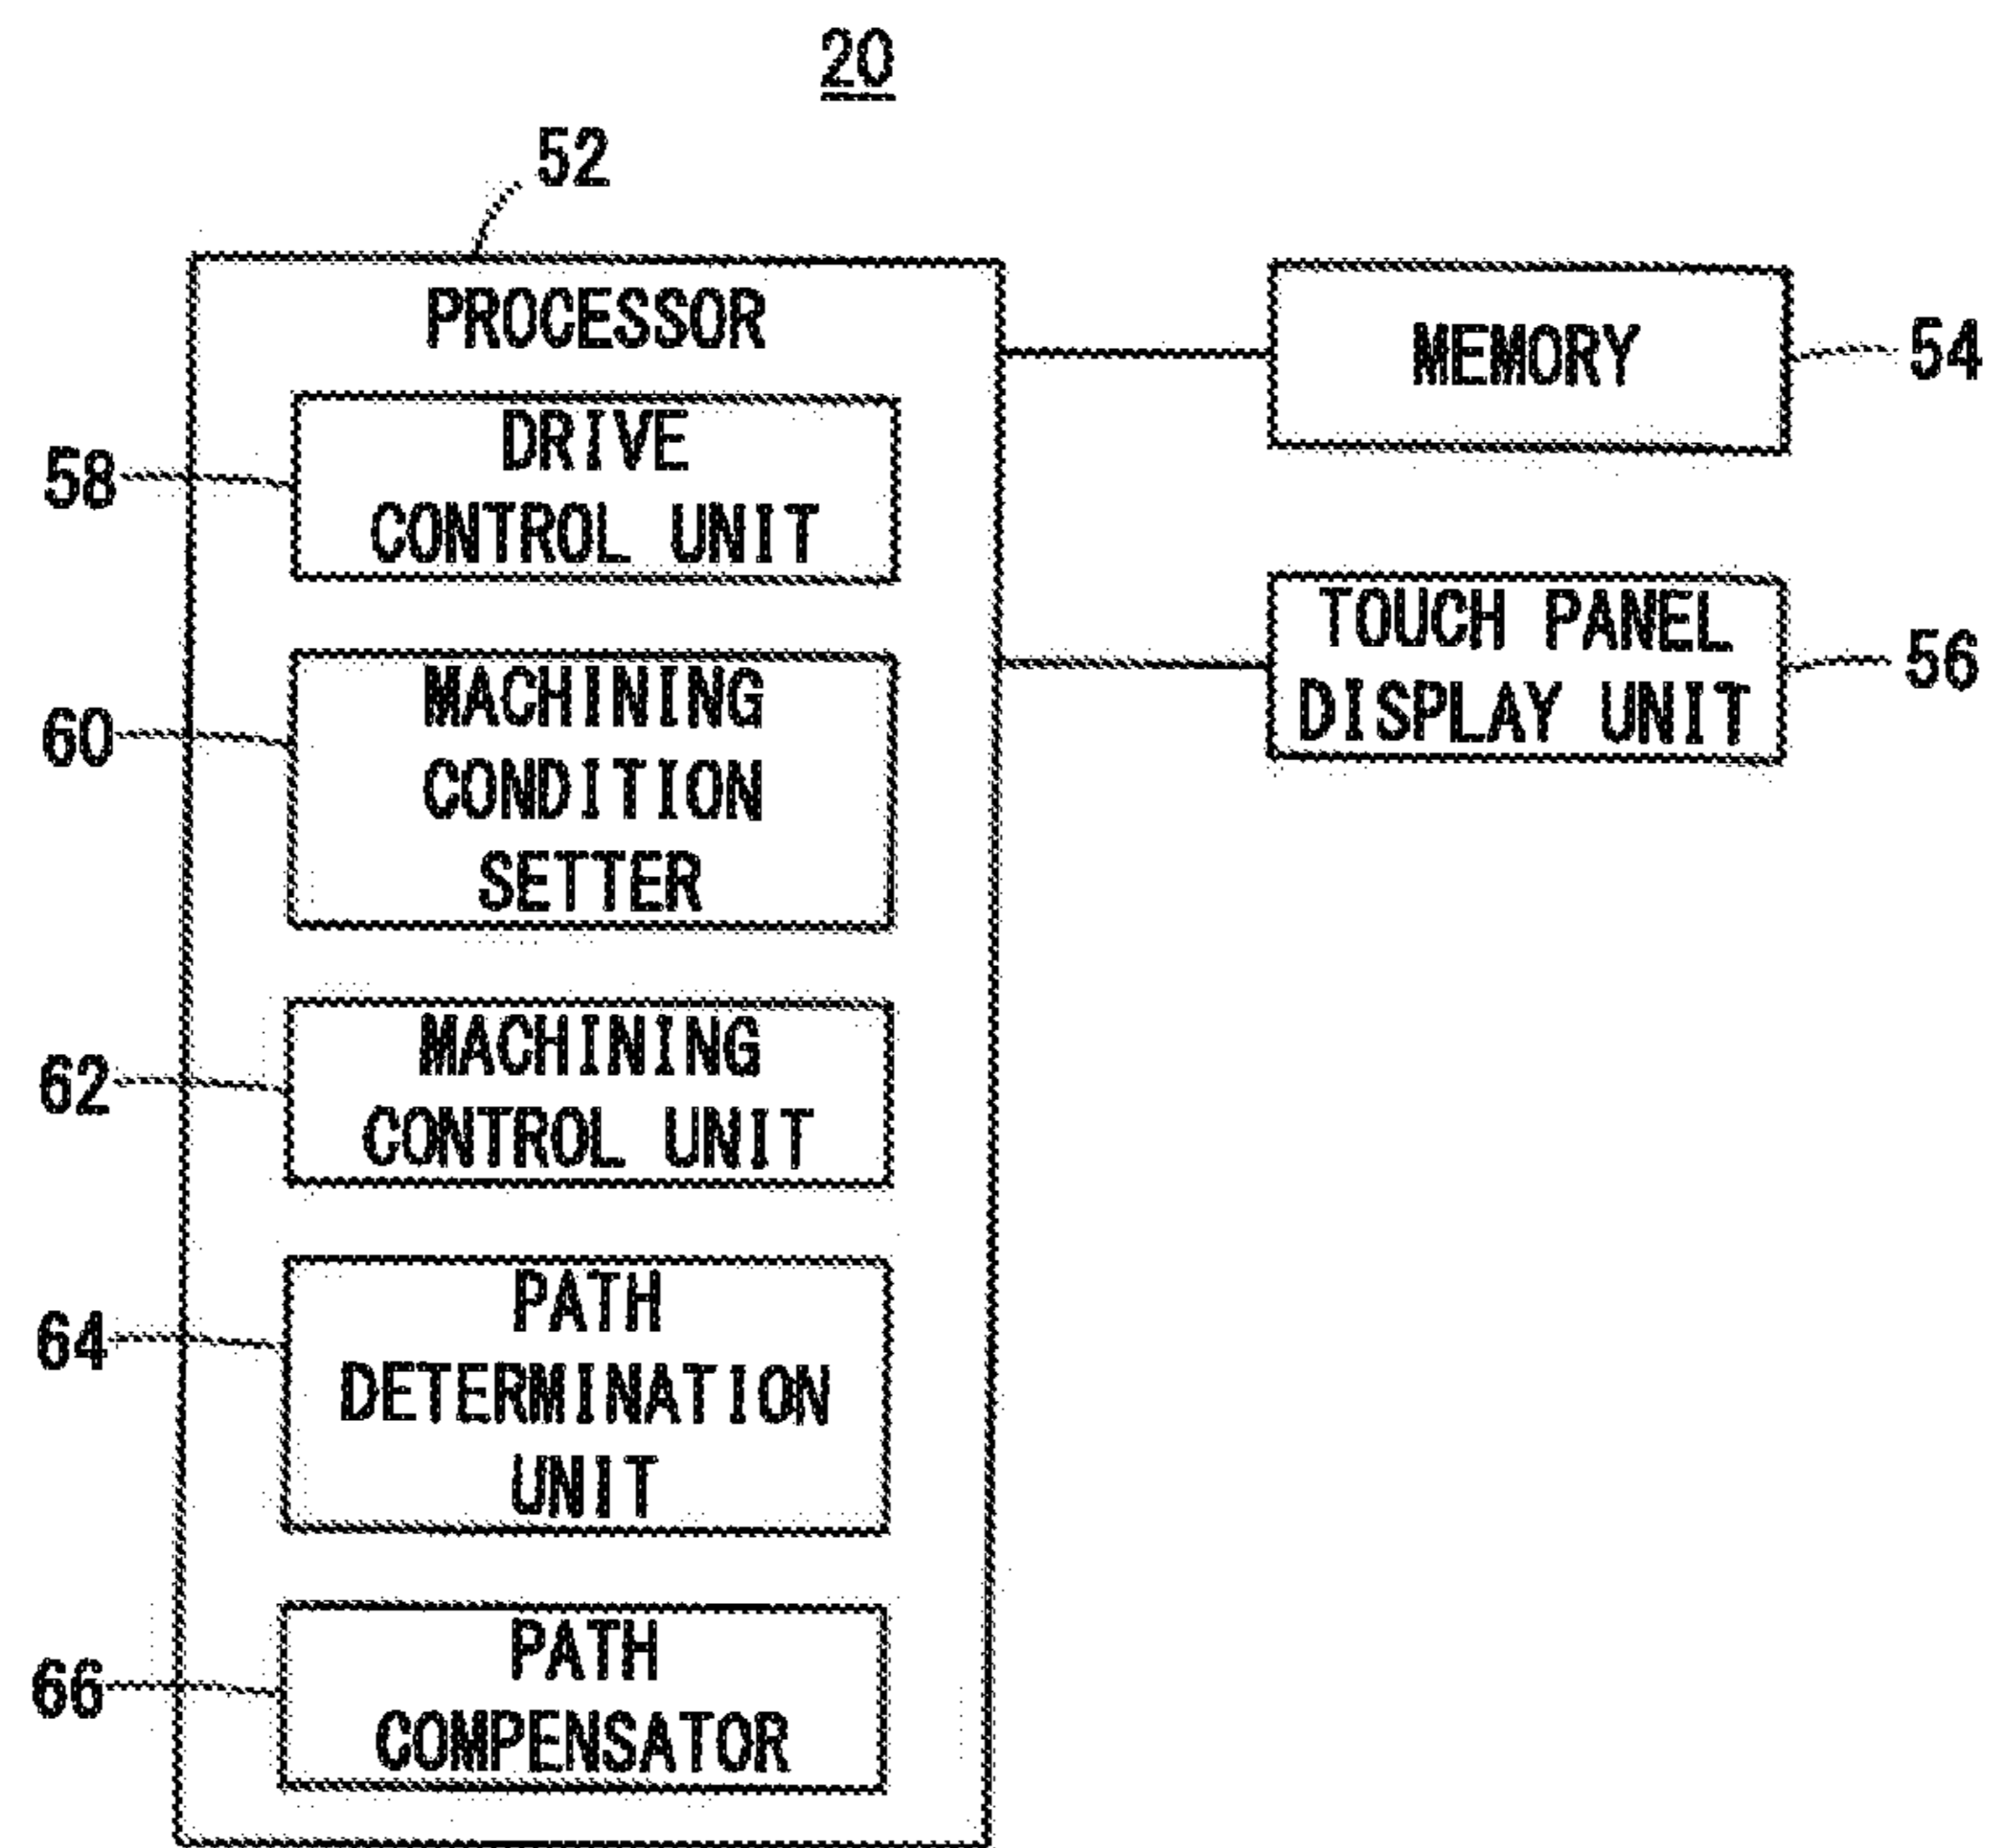 20
52
PROCESSOR
MEMORY
54
58
DRIVE
CONTROL UNIT
TOUCH PANEL
DISPLAY UNIT
56
60
MACHINING
CONDITION
SETTER
62
MACHINING
CONTROL UNIT
64
PATH
DETERMINATION
UNIT
66
PATH
COMPENSATOR